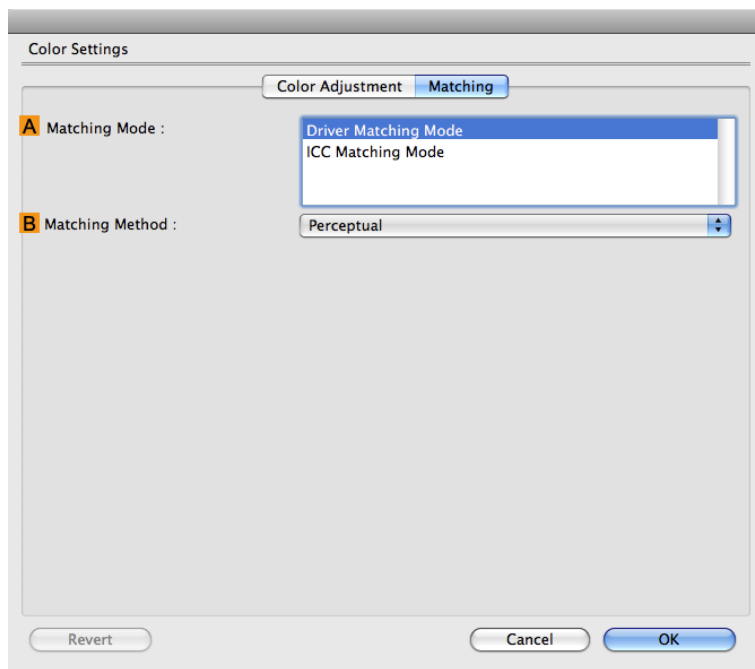 Color Settings
Color Adjustment Matching
A Matching Mode :
Driver Matching Mode
ICC Matching Mode
B Matching Method :
Perceptual
Revert Cancel OK